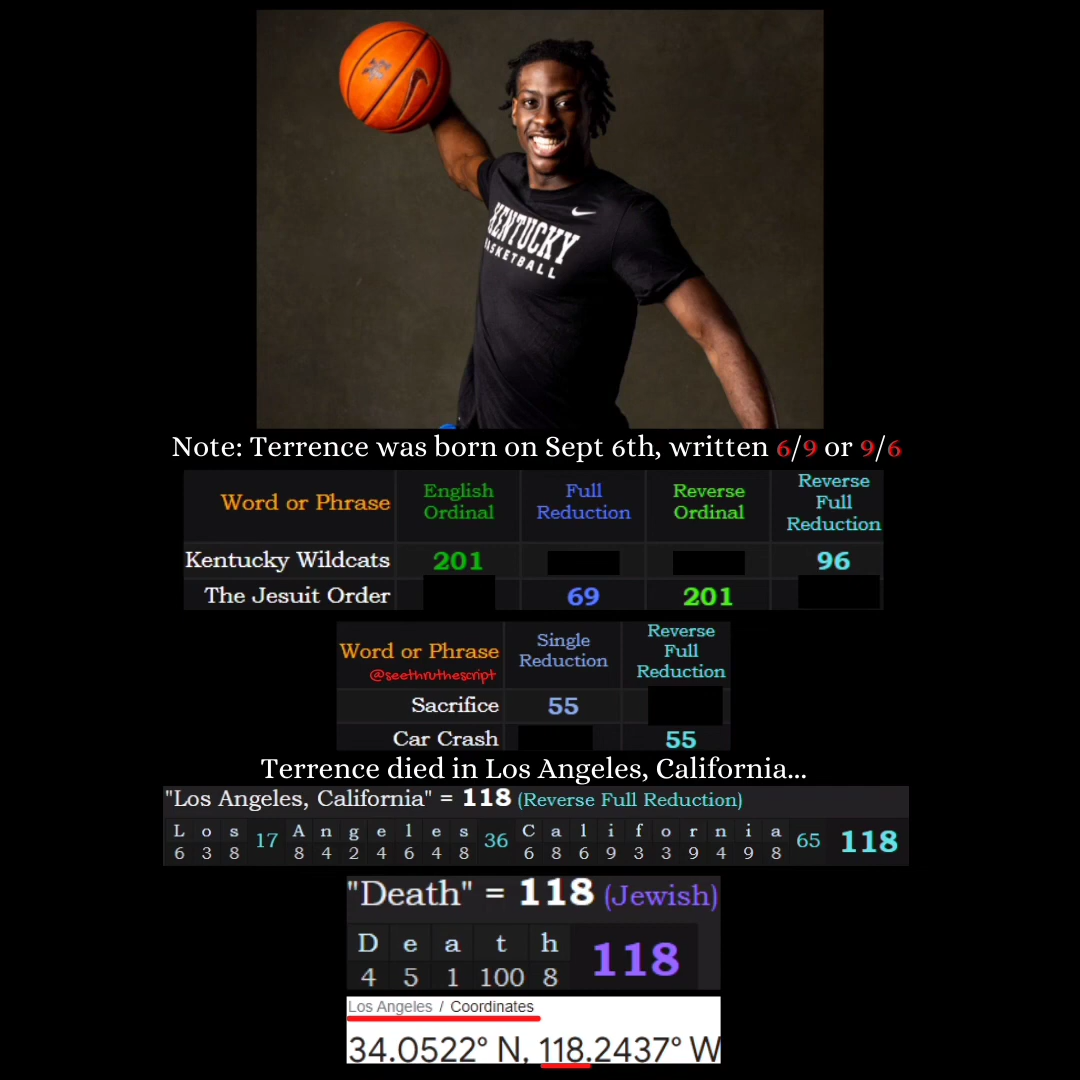 KENTUCKY
BASKETBALL
Note: Terrence was born on Sept 6th, written 6/9 or 9/6
Word or Phrase English Ordinal Full Reduction Reverse Ordinal Reverse Full Reduction
Kentucky Wildcats 201 96
The Jesuit Order 69 201
Word or Phrase Single Reduction Reverse Full Reduction
@seethruthescript
Sacrifice 55
Car Crash 55
Terrence died in Los Angeles, California...
"Los Angeles, California" = 118 (Reverse Full Reduction)
L o s 17 A n g e l e s 36 C a l i f o r n i a 65 118
6 3 8 8 4 2 4 6 4 8 6 8 6 9 3 3 9 4 9 8
"Death" = 118 (Jewish)
D e a t h 118
4 5 1 100 8
Los Angeles / Coordinates
34.0522° N, 118.2437° W